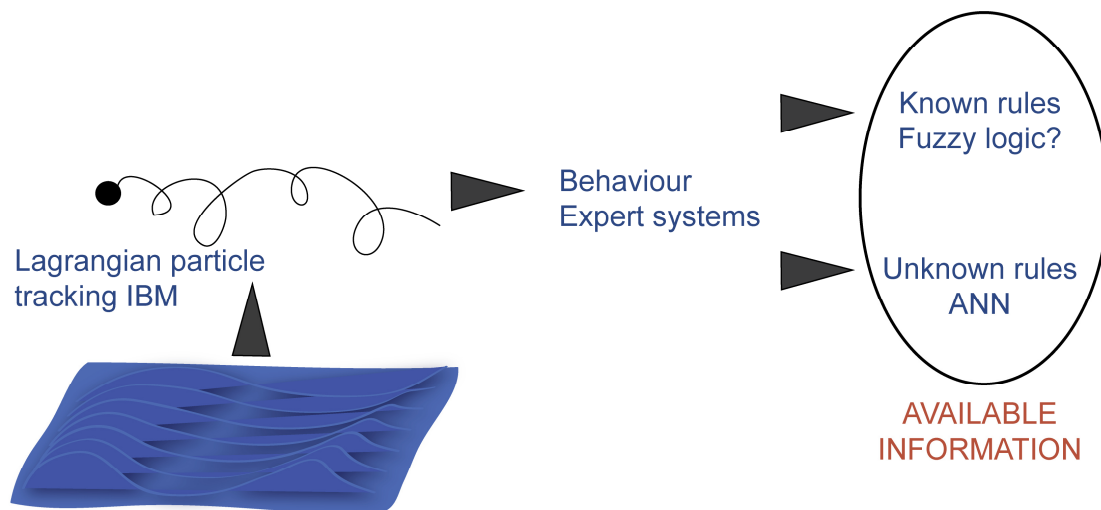 Known rules
Fuzzy logic?
Behaviour
Expert systems
Lagrangian particle
tracking IBM
Unknown rules
ANN
AVAILABLE
INFORMATION